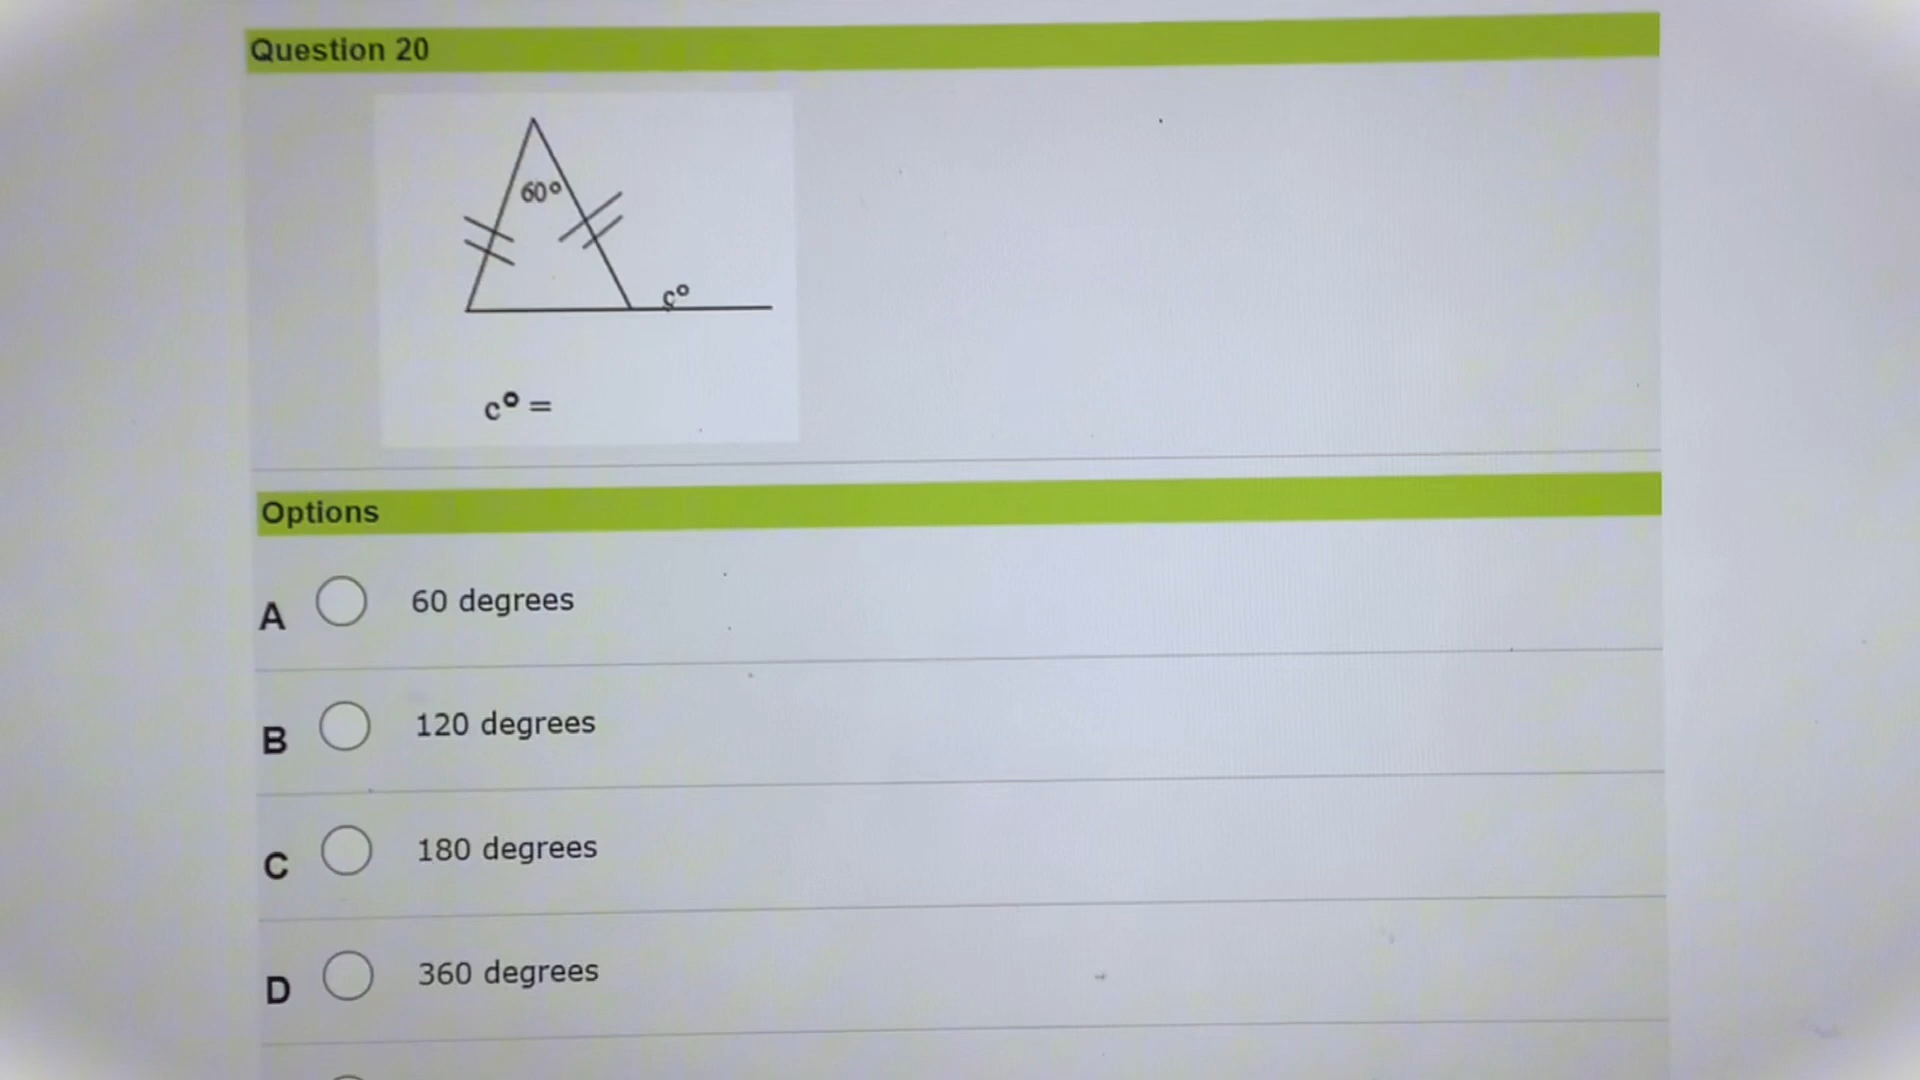 Question 20
60°
c°
c° =
Options
A 60 degrees
B 120 degrees
C 180 degrees
D 360 degrees